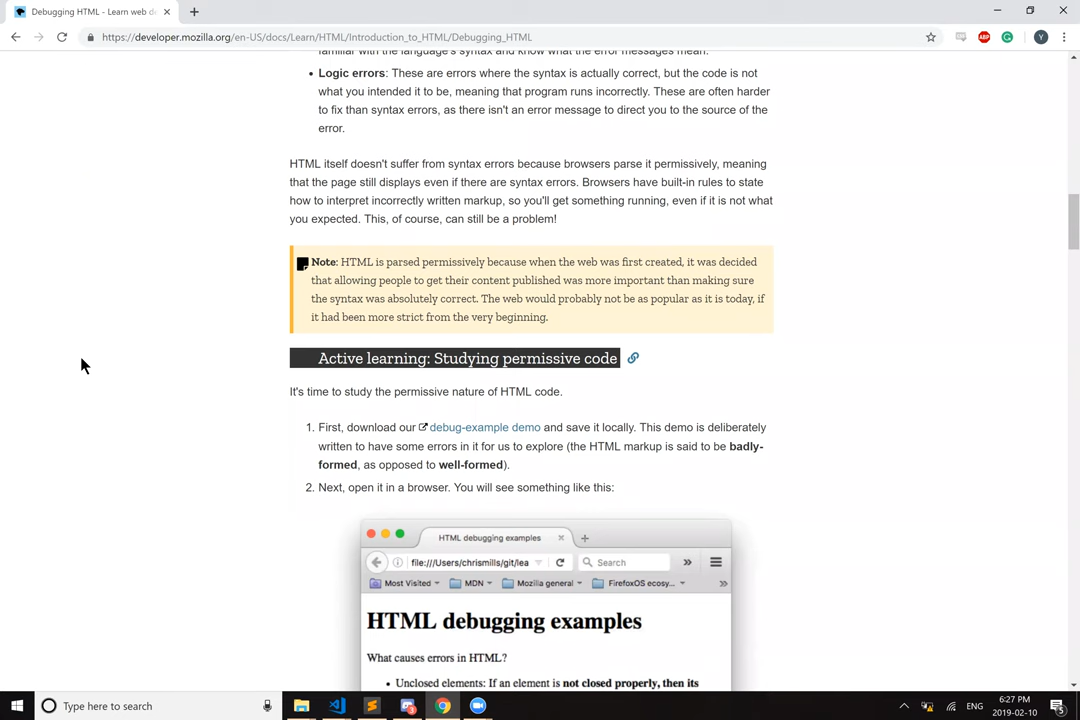 Debugging HTML - Learn web d
https://developer.mozilla.org/en-US/docs/Learn/HTML/Introduction_to_HTML/Debugging_HTML
ABP
Y
familiar with the language's syntax and know what the error messages mean.
• Logic errors: These are errors where the syntax is actually correct, but the code is not
what you intended it to be, meaning that program runs incorrectly. These are often harder
to fix than syntax errors, as there isn't an error message to direct you to the source of the
error.
HTML itself doesn't suffer from syntax errors because browsers parse it permissively, meaning
that the page still displays even if there are syntax errors. Browsers have built-in rules to state
how to interpret incorrectly written markup, so you'll get something running, even if it is not what
you expected. This, of course, can still be a problem!
Note: HTML is parsed permissively because when the web was first created, it was decided
that allowing people to get their content published was more important than making sure
the syntax was absolutely correct. The web would probably not be as popular as it is today, if
it had been more strict from the very beginning.
Active learning: Studying permissive code
It's time to study the permissive nature of HTML code.
1. First, download our debug-example demo and save it locally. This demo is deliberately
written to have some errors in it for us to explore (the HTML markup is said to be badly-
formed, as opposed to well-formed).
2. Next, open it in a browser. You will see something like this:
HTML debugging examples
file:///Users/chrismills/git/lea
Search
Most Visited
MDN
Mozilla general
FirefoxOS ecosy...
HTML debugging examples
What causes errors in HTML?
• Unclosed elements: If an element is not closed properly, then its
Type here to search
3
ENG
6:27 PM
2019-02-10
5